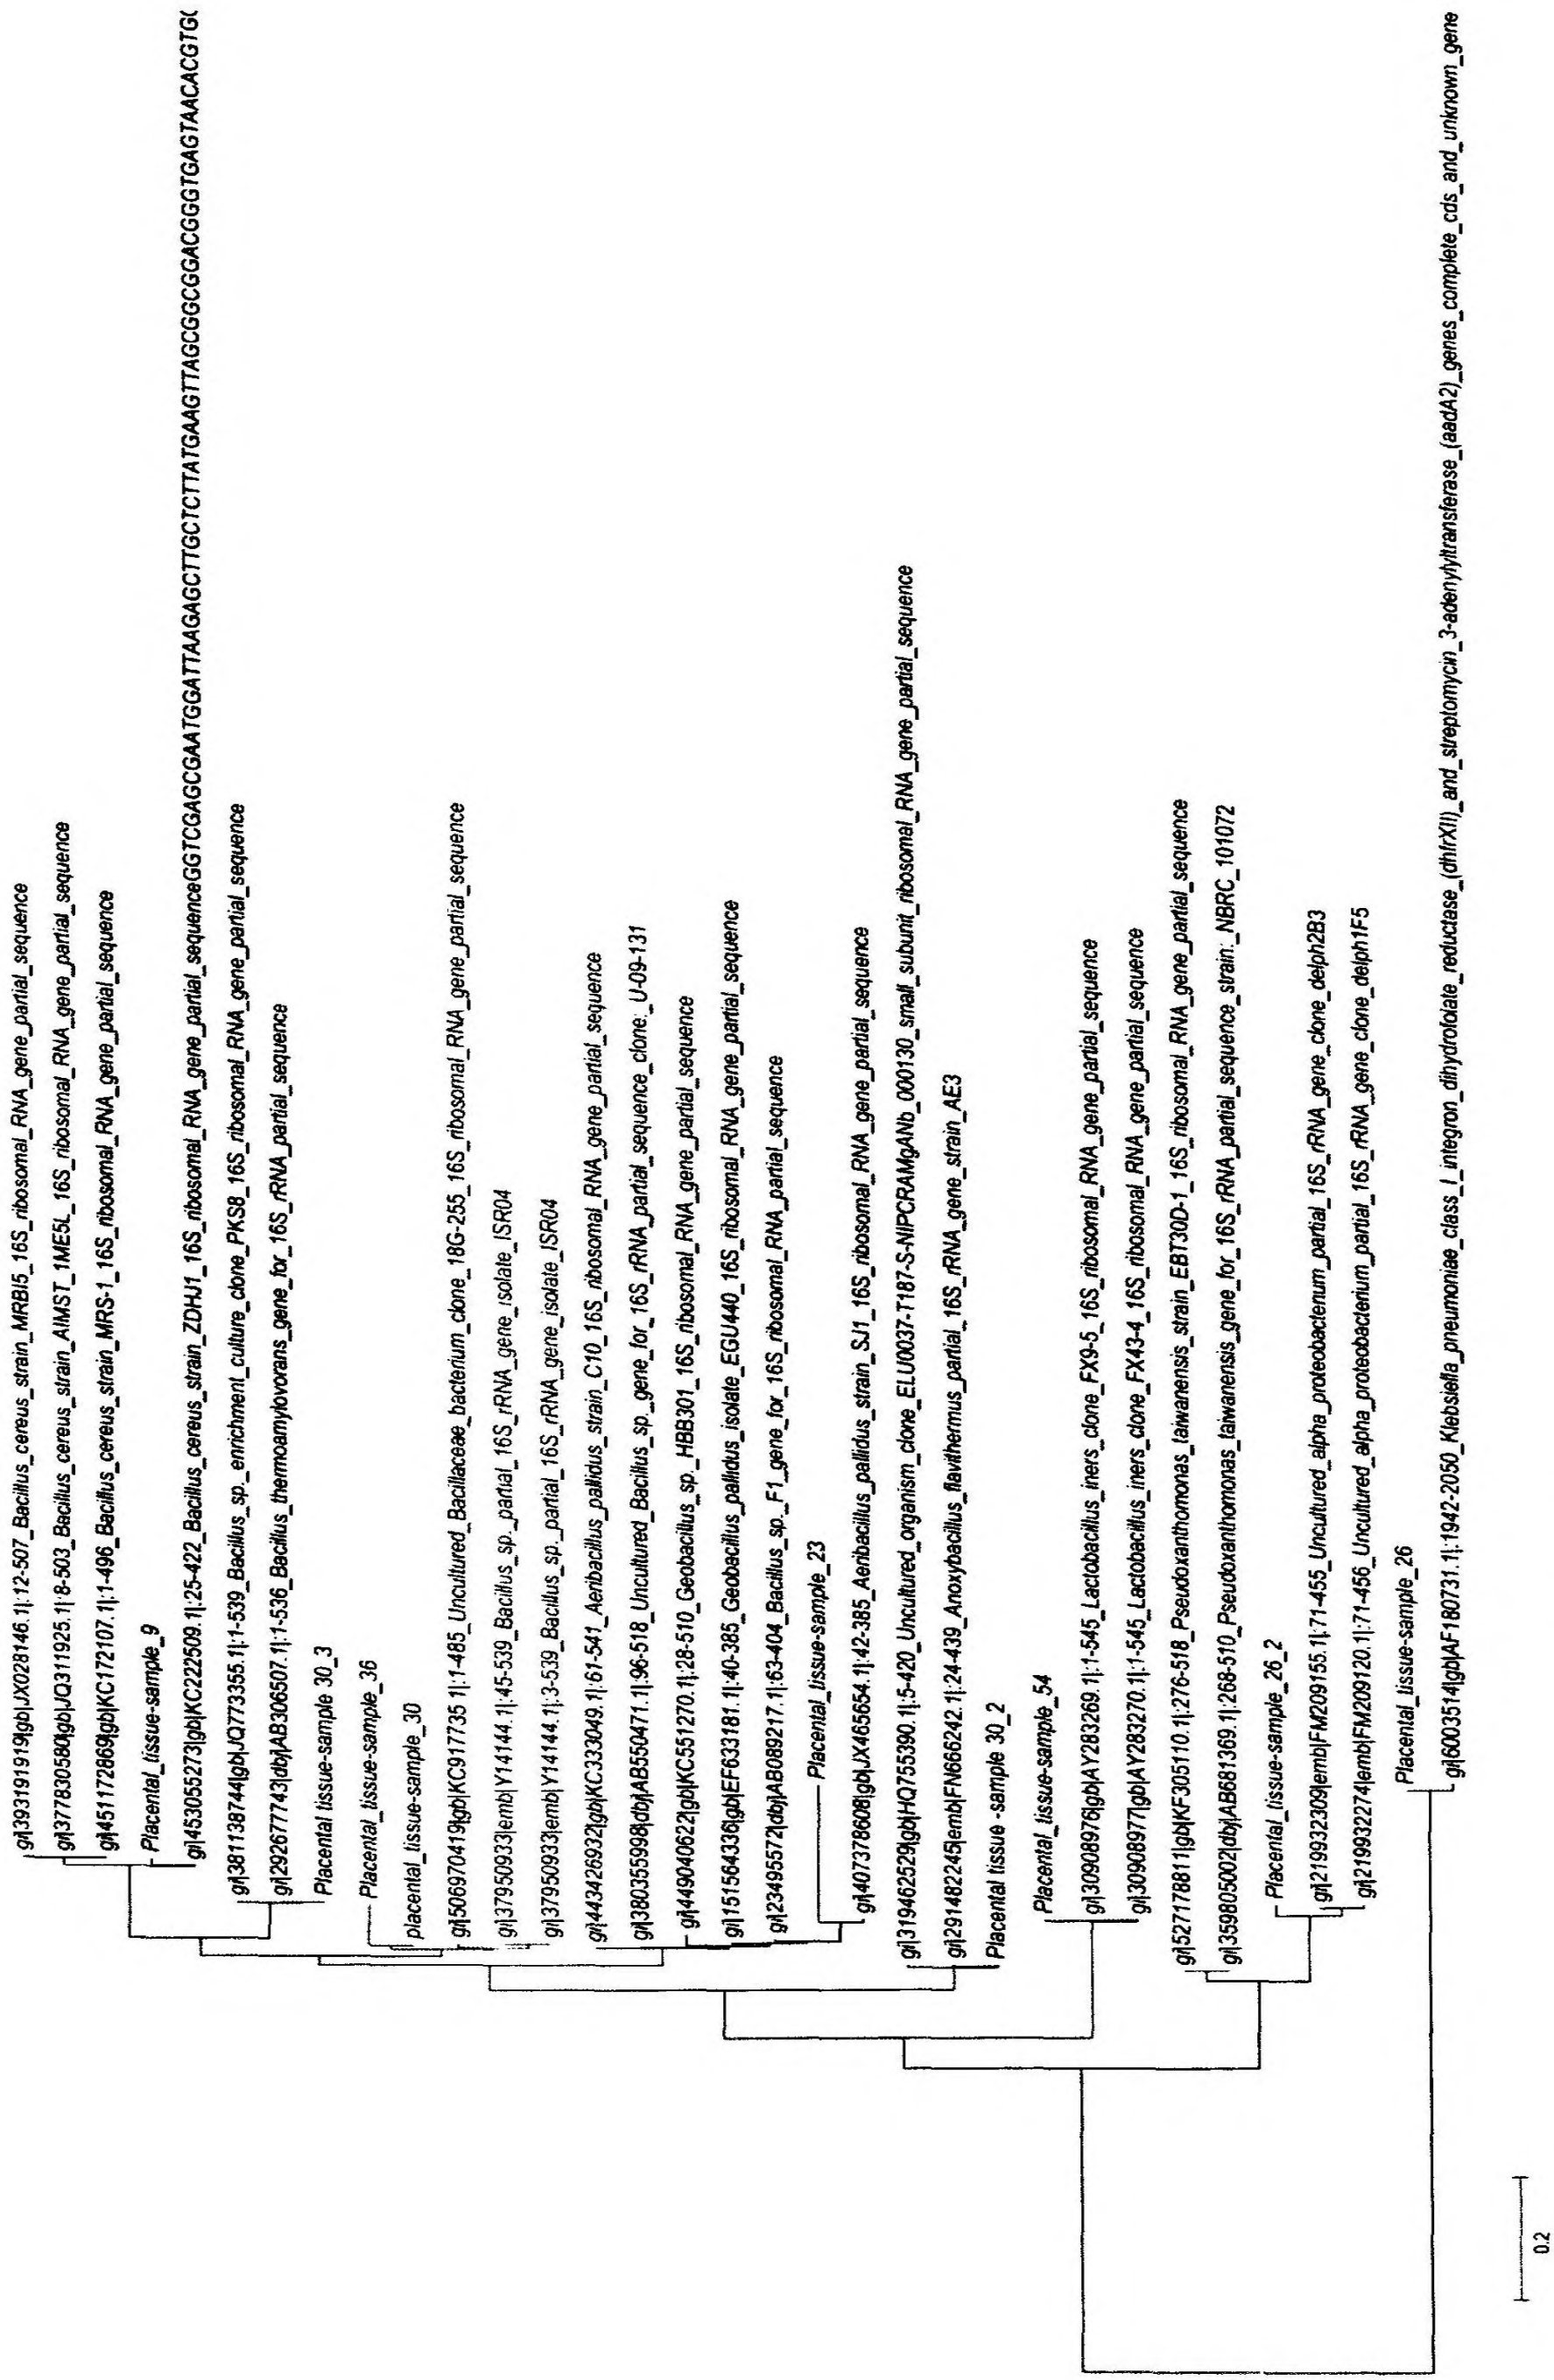 gi|393191919|gb|JX028146.1|:12-507_Bacillus_cereus_strain_MRBI5_16S_ribosomal_RNA_gene_partial_sequence
gi|377830580|gb|JQ311925.1|:8-503_Bacillus_cereus_strain_AIMST_1ME5L_16S_ribosomal_RNA_gene_partial_sequence
gi|451172869|gb|KC172107.1|:1-496_Bacillus_cereus_strain_MRS-1_16S_ribosomal_RNA_gene_partial_sequence
Placental_tissue-sample_9
gi|453055273|gb|KC222509.1|:25-422_Bacillus_cereus_strain_ZDHJ1_16S_ribosomal_RNA_gene_partial_sequenceGGTCGAGCGAATGGATTAAGAGCTTGCTCTTATGAAGTTAGCGGCGGACGGGTGAGTAACACGTG(
gi|381138744|gb|JQ773355.1|:1-539_Bacillus_sp._enrichment_culture_clone_PKS8_16S_ribosomal_RNA_gene_partial_sequence
gi|292677743|dbj|AB306507.1|:1-536_Bacillus_thermoamylovorans_gene_for_16S_rRNA_partial_sequence
Placental tissue-sample 30_3
Placental_tissue-sample_36
placental_tissue-sample_30
gi|506970419|gb|KC917735 1|:1-485_Uncultured_Bacillaceae_bacterium_clone_18G-255_16S_ribosomal_RNA_gene_partial_sequence
gi|37950933|emb|Y14144.1|:45-539_Bacillus_sp._partial_16S_rRNA_gene_isolate_ISR04
gi|37950933|emb|Y14144.1|:3-539_Bacillus_sp._partial_16S_rRNA_gene_isolate_ISR04
gi|443426932|gb|KC333049.1|:61-541_Aeribacillus_pallidus_strain_C10_16S_ribosomal_RNA_gene_partial_sequence
gi|380355998|dbj|AB550471.1|:96-518_Uncultured_Bacillus_sp._gene_for_16S_rRNA_partial_sequence_clone:_U-09-131
gi|449040622|gb|KC551270.1|:28-510_Geobacillus_sp._HBB301_16S_ribosomal_RNA_gene_partial_sequence
gi|151564336|gb|EF633181.1|:40-385_Geobacillus_pallidus_isolate_EGU440_16S_ribosomal_RNA_gene_partial_sequence
gi|23495572|dbj|AB089217.1|:63-404_Bacillus_sp._F1_gene_for_16S_ribosomal_RNA_partial_sequence
Placental_tissue-sample_23
gi|407378608|gb|JX465654.1|:42-385_Aeribacillus_pallidus_strain_SJ1_16S_ribosomal_RNA_gene_partial_sequence
gi|319462529|gb|HQ755390.1|:5-420_Uncultured_organism_clone_ELU0037-T187-S-NIPCRAMgANb_000130_small_subunit_ribosomal_RNA_gene_partial_sequence
gi|291482245|emb|FN666242.1|:24-439_Anoxybacillus_flavithermus_partial_16S_rRNA_gene_strain_AE3
Placental tissue -sample 30_2
Placental_tissue-sample_54
gi|30908976|gb|AY283269.1|:1-545_Lactobacillus_iners_clone_FX9-5_16S_ribosomal_RNA_gene_partial_sequence
gi|30908977|gb|AY283270.1|:1-545_Lactobacillus_iners_clone_FX43-4_16S_ribosomal_RNA_gene_partial_sequence
gi|527178811|gb|KF305110.1|:276-518_Pseudoxanthomonas_taiwanensis_strain_EBT30D-1_16S_ribosomal_RNA_gene_partial_sequence
gi|359805002|dbj|AB681369.1|:268-510_Pseudoxanthomonas_taiwanensis_gene_for_16S_rRNA_partial_sequence_strain:_NBRC_101072
Placental_tissue-sample_26_2
gi|219932309|emb|FM209155.1|:71-455_Uncultured_alpha_proteobacterium_partial_16S_rRNA_gene_clone_delph2B3
gi|219932274|emb|FM209120.1|:71-456_Uncultured_alpha_proteobacterium_partial_16S_rRNA_gene_clone_delph1F5
Placental_tissue-sample_26
gi|6003514|gb|AF180731.1|:1942-2050_Klebsiella_pneumoniae_class_I_integron_dihydrofolate_reductase_(dhfrXII)_and_streptomycin_3-adenylyltransferase_(aadA2)_genes_complete_cds_and_unknown_gene
0.2